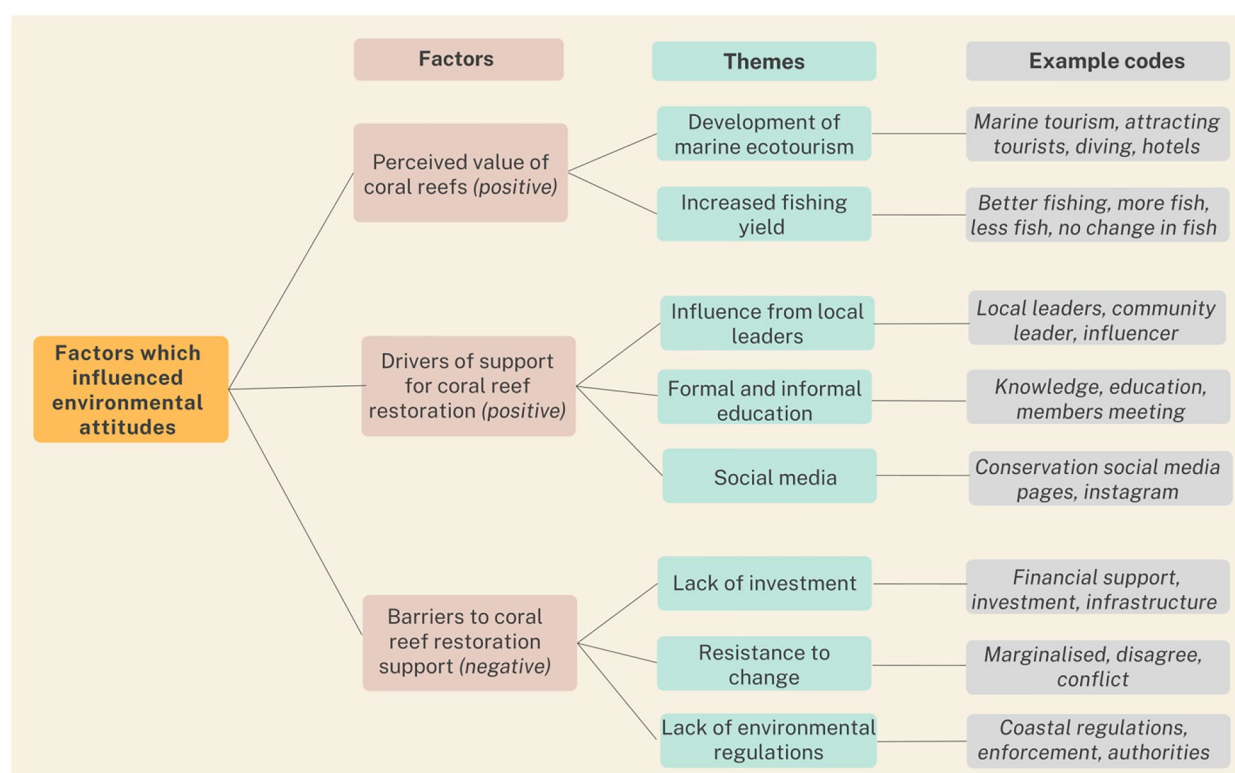 Factors
Themes
Example codes
Factors which
influenced
environmental
attitudes
Perceived value of
coral reefs (positive)
Development of
marine ecotourism
Marine tourism, attracting
tourists, diving, hotels
Increased fishing
yield
Better fishing, more fish,
less fish, no change in fish
Drivers of support
for coral reef
restoration (positive)
Influence from local
leaders
Local leaders, community
leader, influencer
Formal and informal
education
Knowledge, education,
members meeting
Social media
Conservation social media
pages, instagram
Barriers to coral
reef restoration
support (negative)
Lack of investment
Financial support,
investment, infrastructure
Resistance to
change
Marginalised, disagree,
conflict
Lack of environmental
regulations
Coastal regulations,
enforcement, authorities